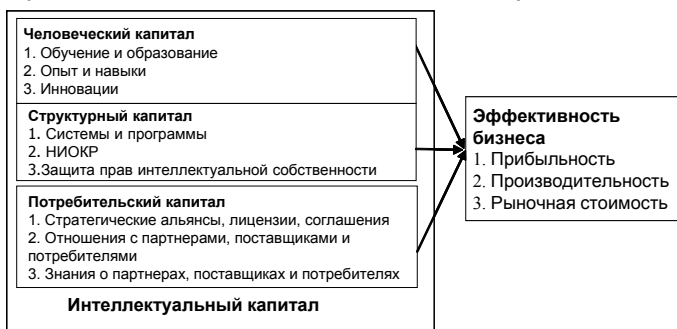 Человеческий капитал
1. Обучение и образование
2. Опыт и навыки
3. Инновации
Структурный капитал
1. Системы и программы
2. НИОКР
3.Защита прав интеллектуальной собственности
Потребительский капитал
1. Стратегические альянсы, лицензии, соглашения
2. Отношения с партнерами, поставщиками и
потребителями
3. Знания о партнерах, поставщиках и потребителях
Интеллектуальный капитал
Эффективность
бизнеса
1. Прибыльность
2. Производительность
3. Рыночная стоимость